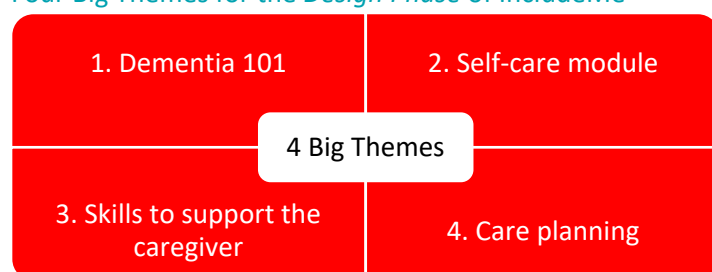 Four Big Themes for the Design Phase of IncludeMe
1. Dementia 101
2. Self-care module
4 Big Themes
3. Skills to support the
caregiver
4. Care planning